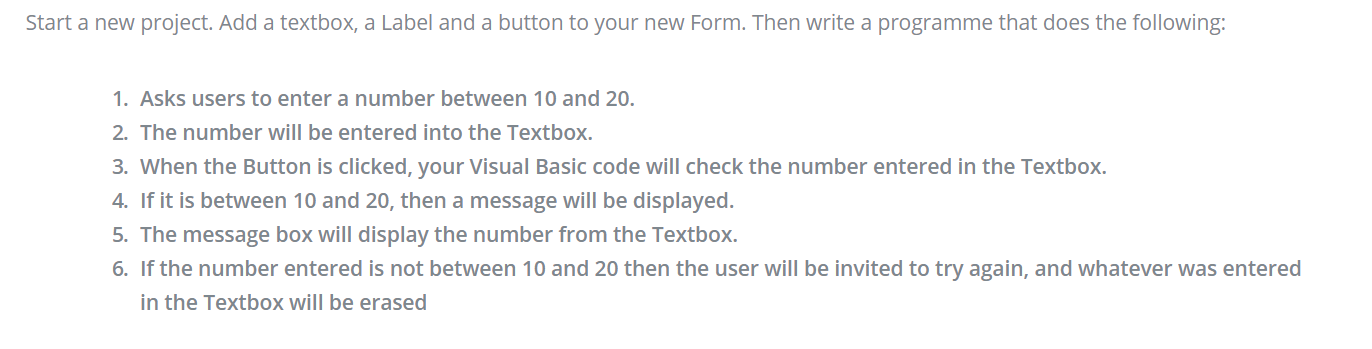 Start a new project. Add a textbox, a Label and a button to your new Form. Then write a programme that does the following:
1. Asks users to enter a number between 10 and 20.
2. The number will be entered into the Textbox.
3. When the Button is clicked, your Visual Basic code will check the number entered in the Textbox.
4. If it is between 10 and 20, then a message will be displayed.
5. The message box will display the number from the Textbox.
6. If the number entered is not between 10 and 20 then the user will be invited to try again, and whatever was entered
in the Textbox will be erased